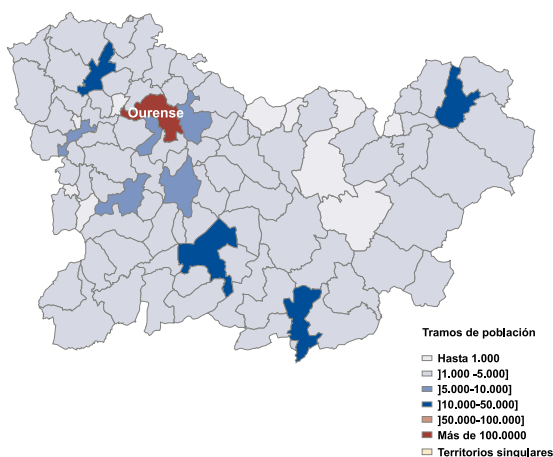 Ourense
Tramos de población
Hasta 1.000
]1.000 -5.000]
]5.000-10.000]
]10.000-50.000]
]50.000-100.000]
Más de 100.0000
Territorios singulares